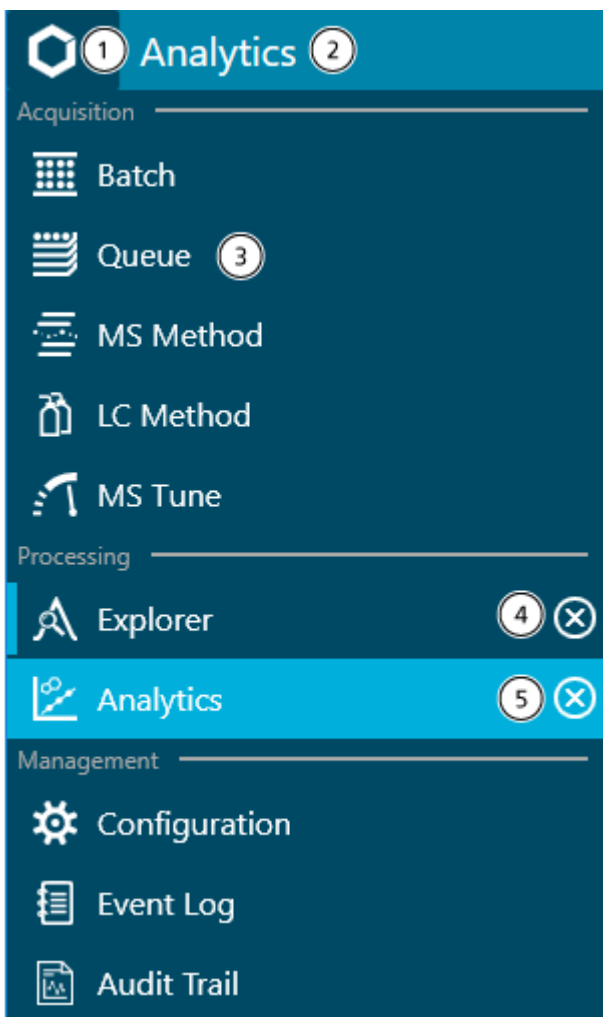 1 Analytics 2
Acquisition
Batch
Queue 3
MS Method
LC Method
MS Tune
Processing
Explorer 4
Analytics 5
Management
Configuration
Event Log
Audit Trail